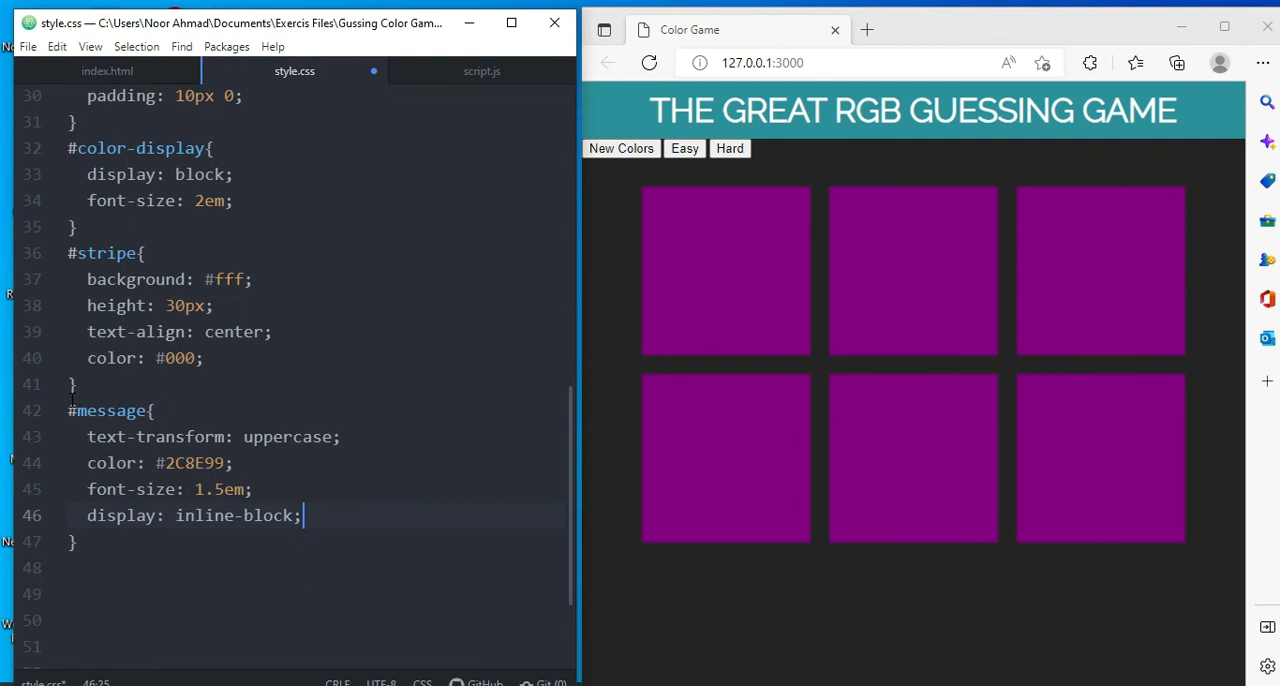 style.css — C:\Users\Noor Ahmad\Documents\Exercis Files\Gussing Color Gam...
File Edit View Selection Find Packages Help
index.html style.css script.js
30 padding: 10px 0;
31 }
32 #color-display{
33 display: block;
34 font-size: 2em;
35 }
36 #stripe{
37 background: #fff;
38 height: 30px;
39 text-align: center;
40 color: #000;
41 }
42 #message{
43 text-transform: uppercase;
44 color: #2C8E99;
45 font-size: 1.5em;
46 display: inline-block;
47 }
48
49
50
51
style.css* 46:25 CRLF UTF-8 CSS GitHub Git (0)
Color Game
127.0.0.1:3000
THE GREAT RGB GUESSING GAME
New Colors Easy Hard